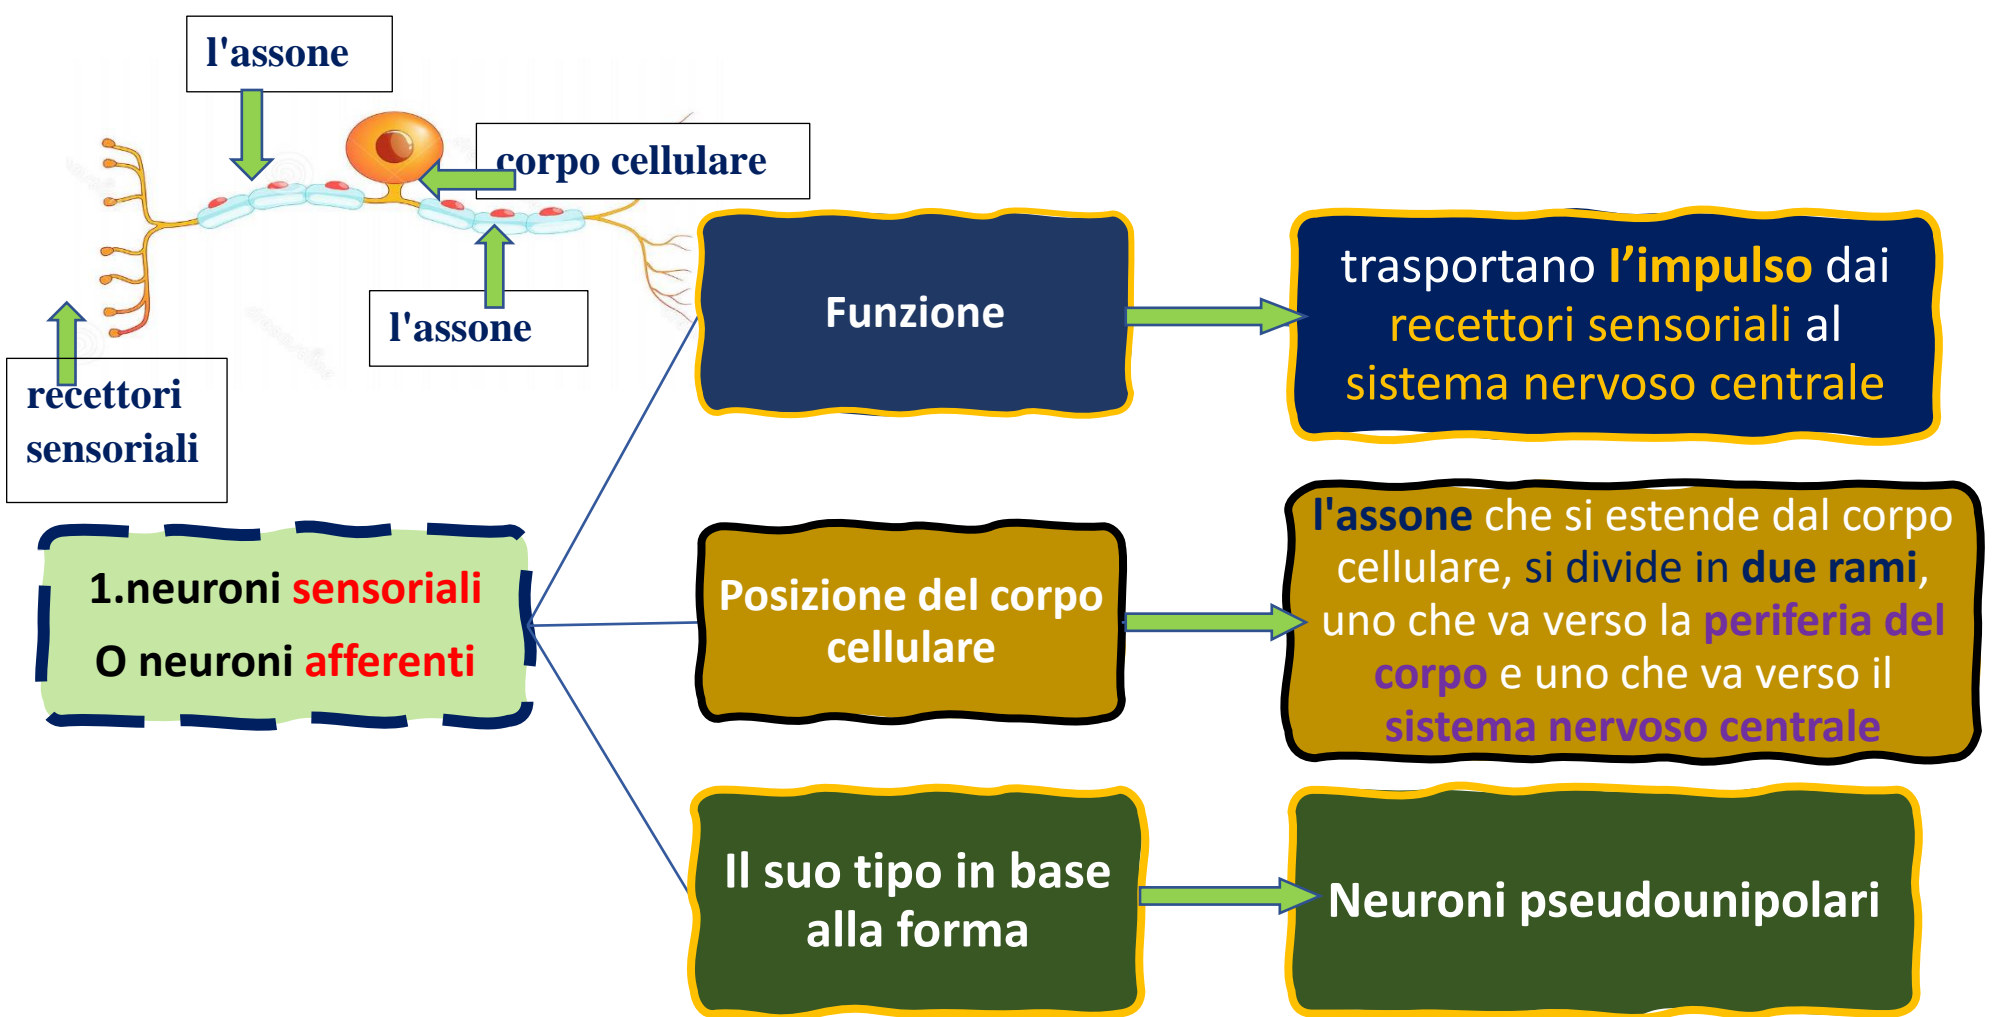 l'assone
corpo cellulare
l'assone
recettori
sensoriali
Funzione
trasportano l’impulso dai
recettori sensoriali al
sistema nervoso centrale
1.neuroni sensoriali
O neuroni afferenti
Posizione del corpo
cellulare
l'assone che si estende dal corpo
cellulare, si divide in due rami,
uno che va verso la periferia del
corpo e uno che va verso il
sistema nervoso centrale
Il suo tipo in base
alla forma
Neuroni pseudounipolari